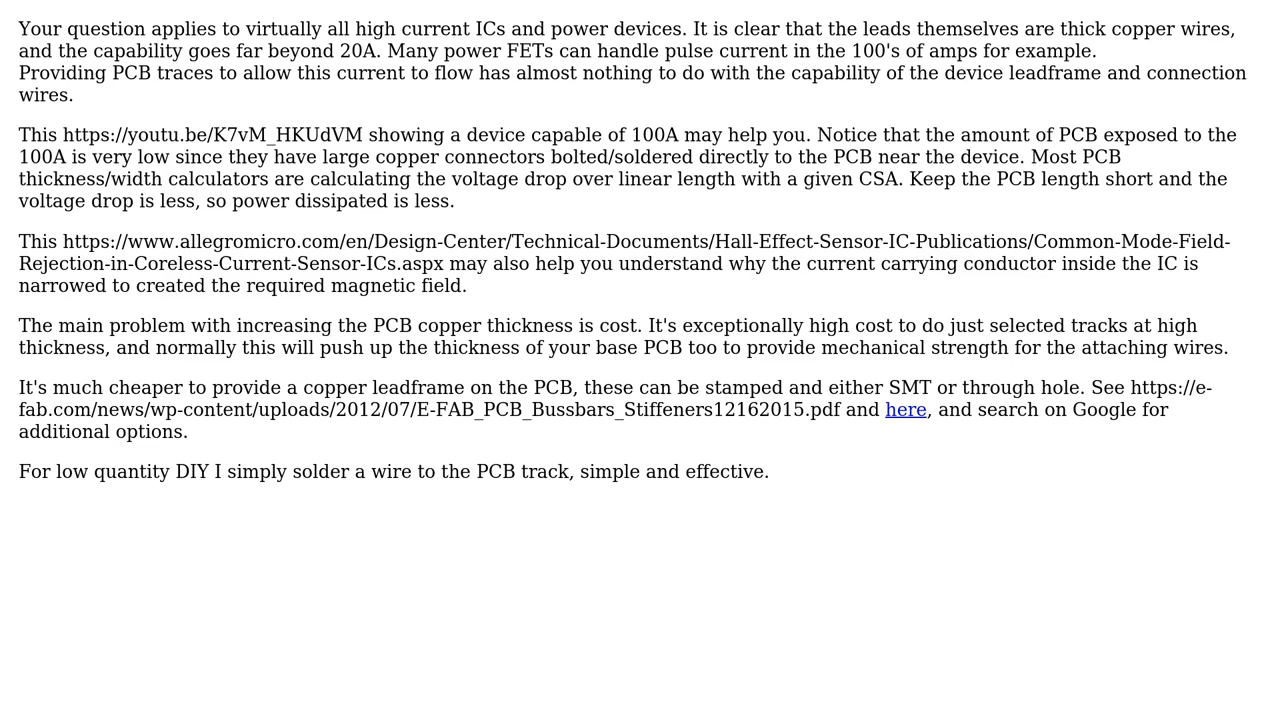 Your question applies to virtually all high current ICs and power devices. It is clear that the leads themselves are thick copper wires,
and the capability goes far beyond 20A. Many power FETs can handle pulse current in the 100's of amps for example.
Providing PCB traces to allow this current to flow has almost nothing to do with the capability of the device leadframe and connection
wires.
This https://youtu.be/K7vM_HKUdVM showing a device capable of 100A may help you. Notice that the amount of PCB exposed to the
100A is very low since they have large copper connectors bolted/soldered directly to the PCB near the device. Most PCB
thickness/width calculators are calculating the voltage drop over linear length with a given CSA. Keep the PCB length short and the
voltage drop is less, so power dissipated is less.
This https://www.allegromicro.com/en/Design-Center/Technical-Documents/Hall-Effect-Sensor-IC-Publications/Common-Mode-Field-
Rejection-in-Coreless-Current-Sensor-ICs.aspx may also help you understand why the current carrying conductor inside the IC is
narrowed to created the required magnetic field.
The main problem with increasing the PCB copper thickness is cost. It's exceptionally high cost to do just selected tracks at high
thickness, and normally this will push up the thickness of your base PCB too to provide mechanical strength for the attaching wires.
It's much cheaper to provide a copper leadframe on the PCB, these can be stamped and either SMT or through hole. See https://e-
fab.com/news/wp-content/uploads/2012/07/E-FAB_PCB_Bussbars_Stiffeners12162015.pdf and here, and search on Google for
additional options.
For low quantity DIY I simply solder a wire to the PCB track, simple and effective.